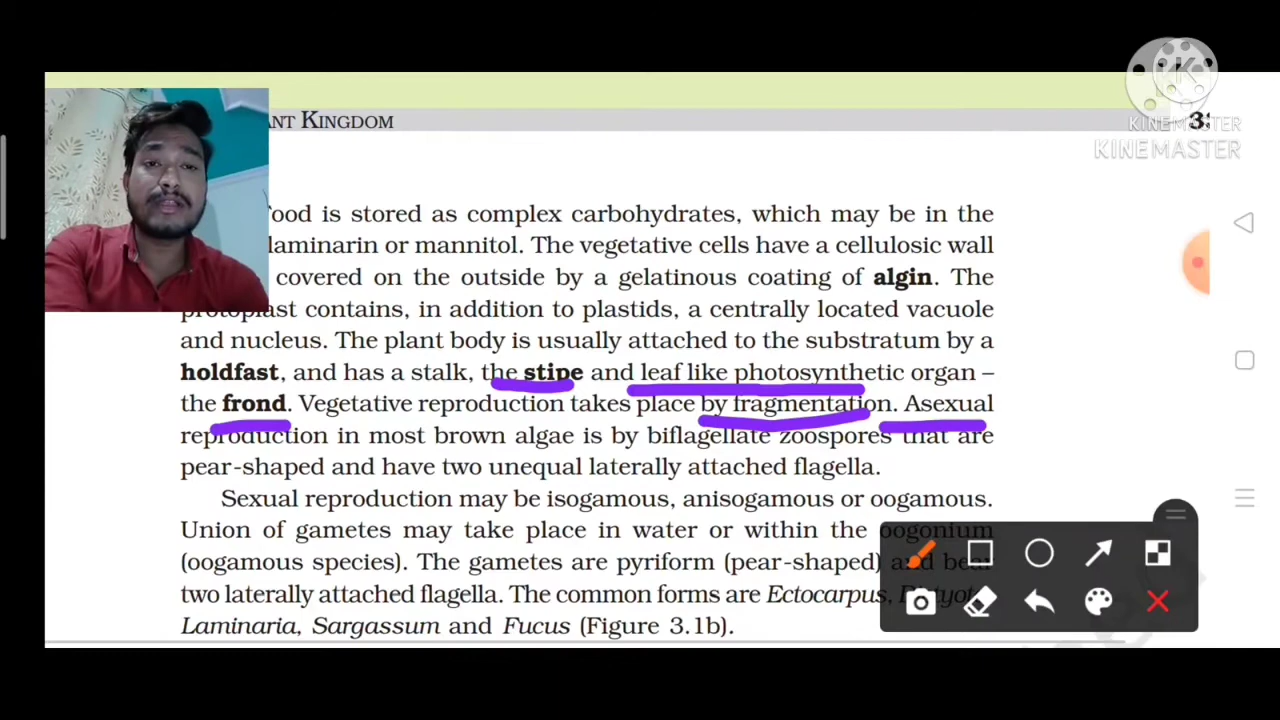 ANT KINGDOM
KINEMASTER
KINEMASTER
food is stored as complex carbohydrates, which may be in the
laminarin or mannitol. The vegetative cells have a cellulosic wall
covered on the outside by a gelatinous coating of algin. The
protoplast contains, in addition to plastids, a centrally located vacuole
and nucleus. The plant body is usually attached to the substratum by a
holdfast, and has a stalk, the stipe and leaf like photosynthetic organ –
the frond. Vegetative reproduction takes place by fragmentation. Asexual
reproduction in most brown algae is by biflagellate zoospores that are
pear-shaped and have two unequal laterally attached flagella.
Sexual reproduction may be isogamous, anisogamous or oogamous.
Union of gametes may take place in water or within the oogonium
(oogamous species). The gametes are pyriform (pear-shaped) and bear
two laterally attached flagella. The common forms are Ectocarpus, Dictyota,
Laminaria, Sargassum and Fucus (Figure 3.1b).